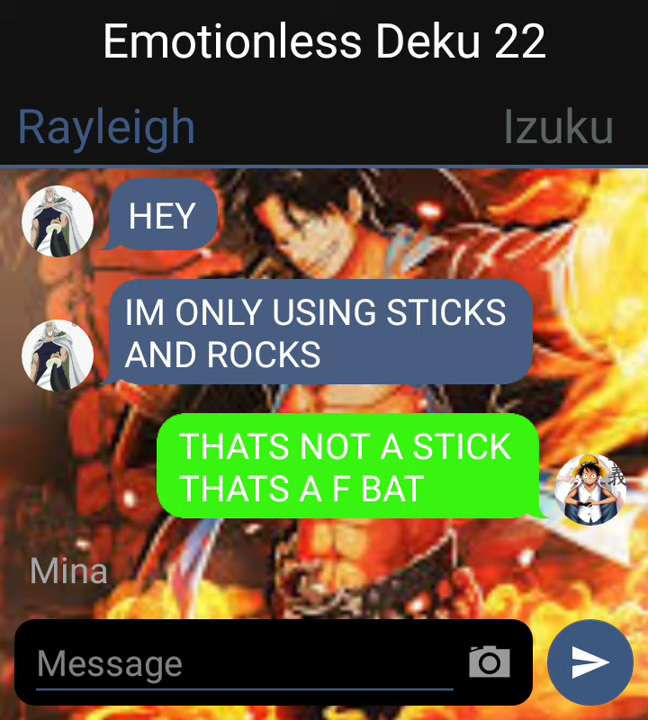 Emotionless Deku 22
Rayleigh
Izuku
HEY
IM ONLY USING STICKS
AND ROCKS
THATS NOT A STICK
THATS A F BAT
義
Mina
Message